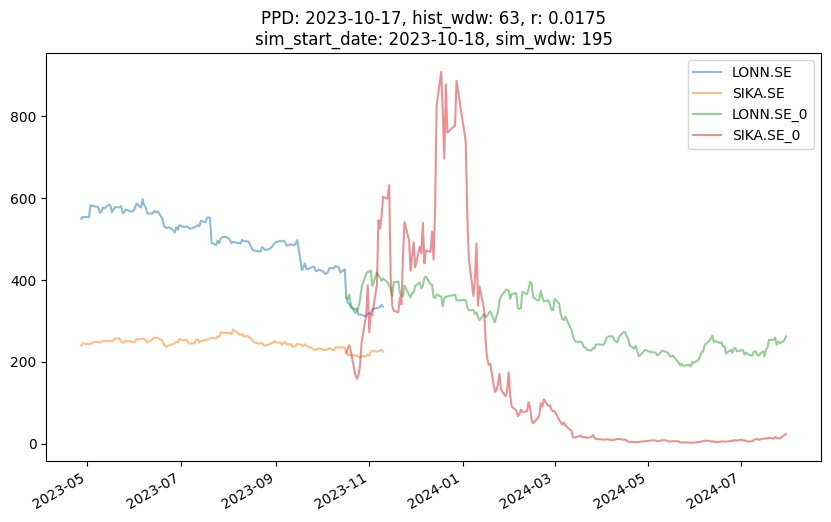 PPD: 2023-10-17, hist_wdw: 63, r: 0.0175
sim_start_date: 2023-10-18, sim_wdw: 195
LONN.SE
SIKA.SE
LONN.SE_0
SIKA.SE_0
800
600
400
200
0
2023-05
2023-07
2023-09
2023-11
2024-01
2024-03
2024-05
2024-07